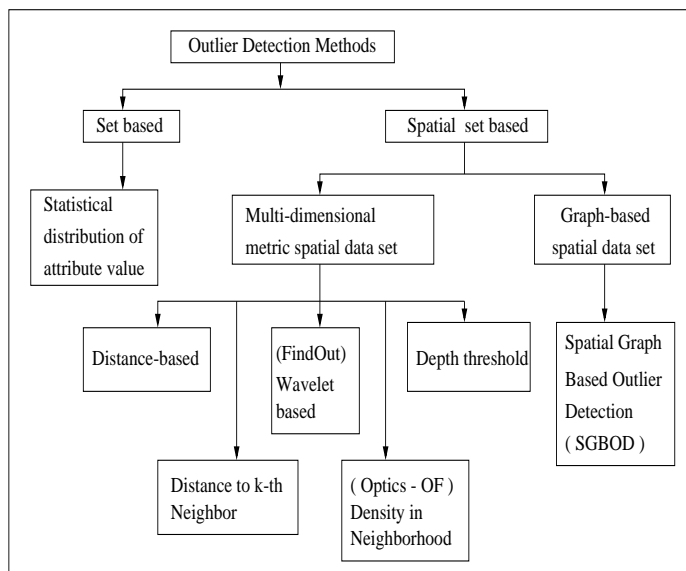 Outlier Detection Methods
Set based
Spatial set based
Statistical
distribution of
attribute value
Multi-dimensional
metric spatial data set
Graph-based
spatial data set
Distance-based
(FindOut)
Wavelet
based
Depth threshold
Spatial Graph
Based Outlier
Detection
( SGBOD )
Distance to k-th
Neighbor
( Optics - OF )
Density in
Neighborhood